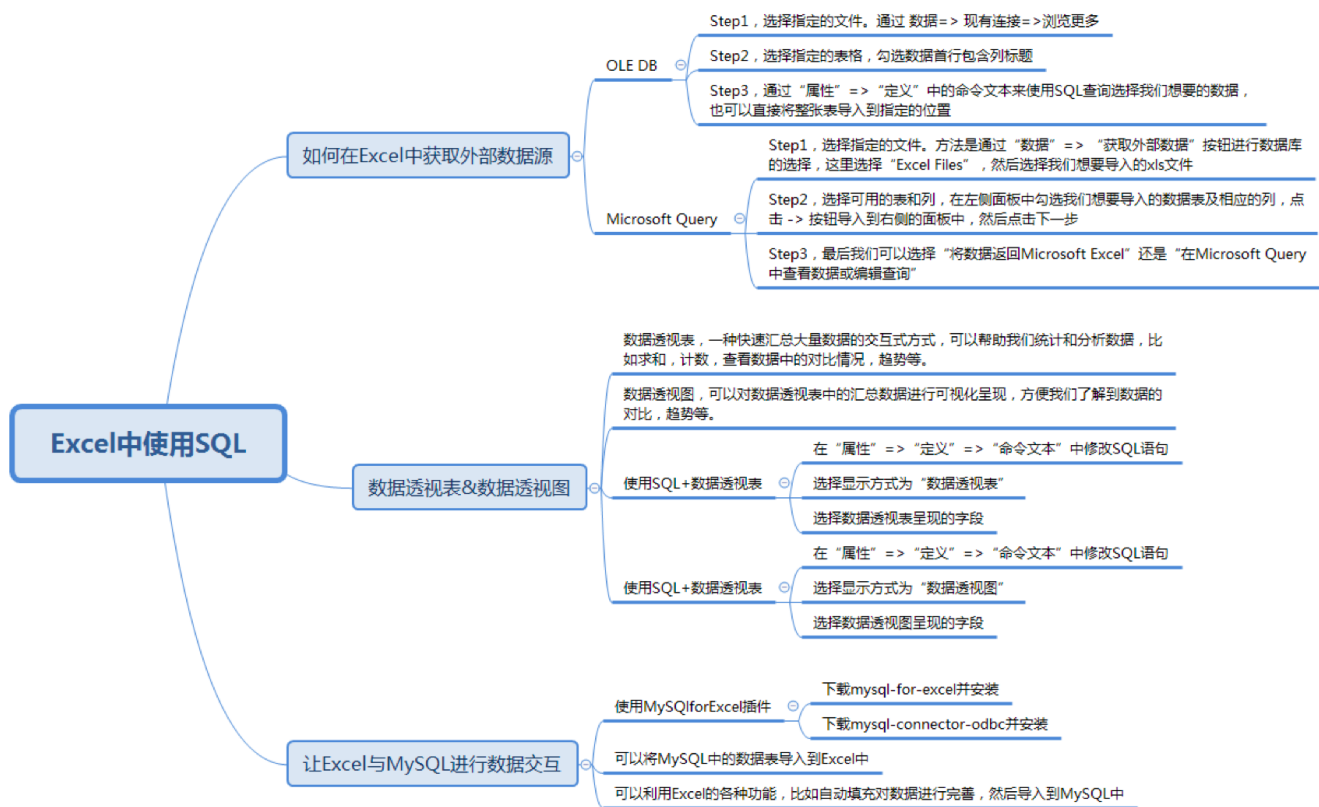 Excel中使用SQL
如何在Excel中获取外部数据源
OLE DB
Step1，选择指定的文件。通过 数据=> 现有连接=>浏览更多
Step2，选择指定的表格，勾选数据首行包含列标题
Step3，通过“属性”=>“定义”中的命令文本来使用SQL查询选择我们想要的数据，
也可以直接将整张表导入到指定的位置
Microsoft Query
Step1，选择指定的文件。方法是通过“数据”=> “获取外部数据”按钮进行数据库
的选择，这里选择“Excel Files”，然后选择我们想要导入的xls文件
Step2，选择可用的表和列，在左侧面板中勾选我们想要导入的数据表及相应的列，点
击 -> 按钮导入到右侧的面板中，然后点击下一步
Step3，最后我们可以选择“将数据返回Microsoft Excel”还是“在Microsoft Query
中查看数据或编辑查询”
数据透视表&数据透视图
数据透视表，一种快速汇总大量数据的交互式方式，可以帮助我们统计和分析数据，比
如求和，计数，查看数据中的对比情况，趋势等。
数据透视图，可以对数据透视表中的汇总数据进行可视化呈现，方便我们了解到数据的
对比，趋势等。
使用SQL+数据透视表
在“属性”=>“定义”=>“命令文本”中修改SQL语句
选择显示方式为“数据透视表”
选择数据透视表呈现的字段
使用SQL+数据透视表
在“属性”=>“定义”=>“命令文本”中修改SQL语句
选择显示方式为“数据透视图”
选择数据透视图呈现的字段
让Excel与MySQL进行数据交互
使用MySQlforExcel插件
下载mysql-for-excel并安装
下载mysql-connector-odbc并安装
可以将MySQL中的数据表导入到Excel中
可以利用Excel的各种功能，比如自动填充对数据进行完善，然后导入到MySQL中